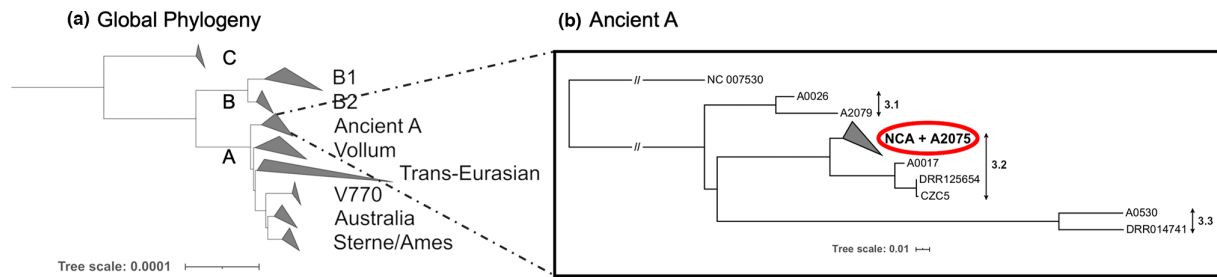 (a) Global Phylogeny
C
B1
B
B2
Ancient A
A
Vollum
Trans-Eurasian
V770
Australia
Sterne/Ames
Tree scale: 0.0001
(b) Ancient A
//
NC 007530
A0026
3.1
A2079
NCA + A2075
//
A0017
3.2
DRR125654
CZC5
A0530
3.3
DRR014741
Tree scale: 0.01